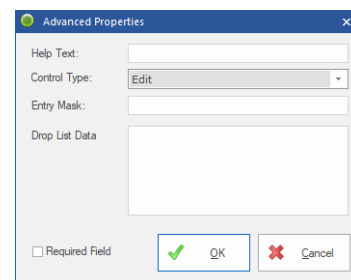 Advanced Properties
Help Text:
Control Type: Edit
Entry Mask:
Drop List Data
Required Field OK Cancel